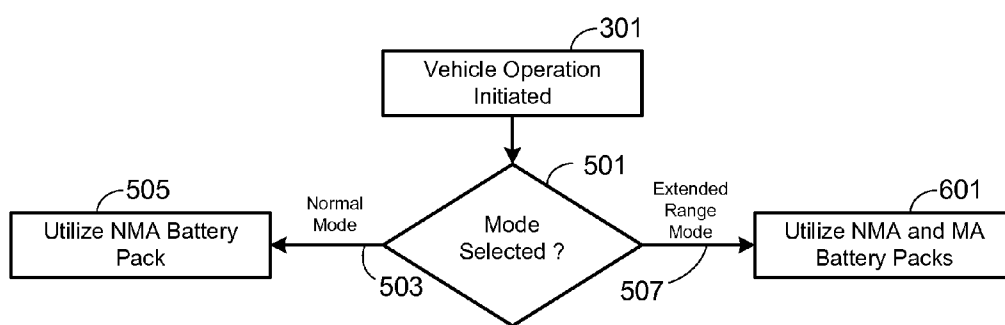 301
Vehicle Operation
Initiated
501
505
Normal
Mode
Extended
Range
Mode
601
Utilize NMA Battery
Pack
Mode
Selected ?
Utilize NMA and MA
Battery Packs
503
507